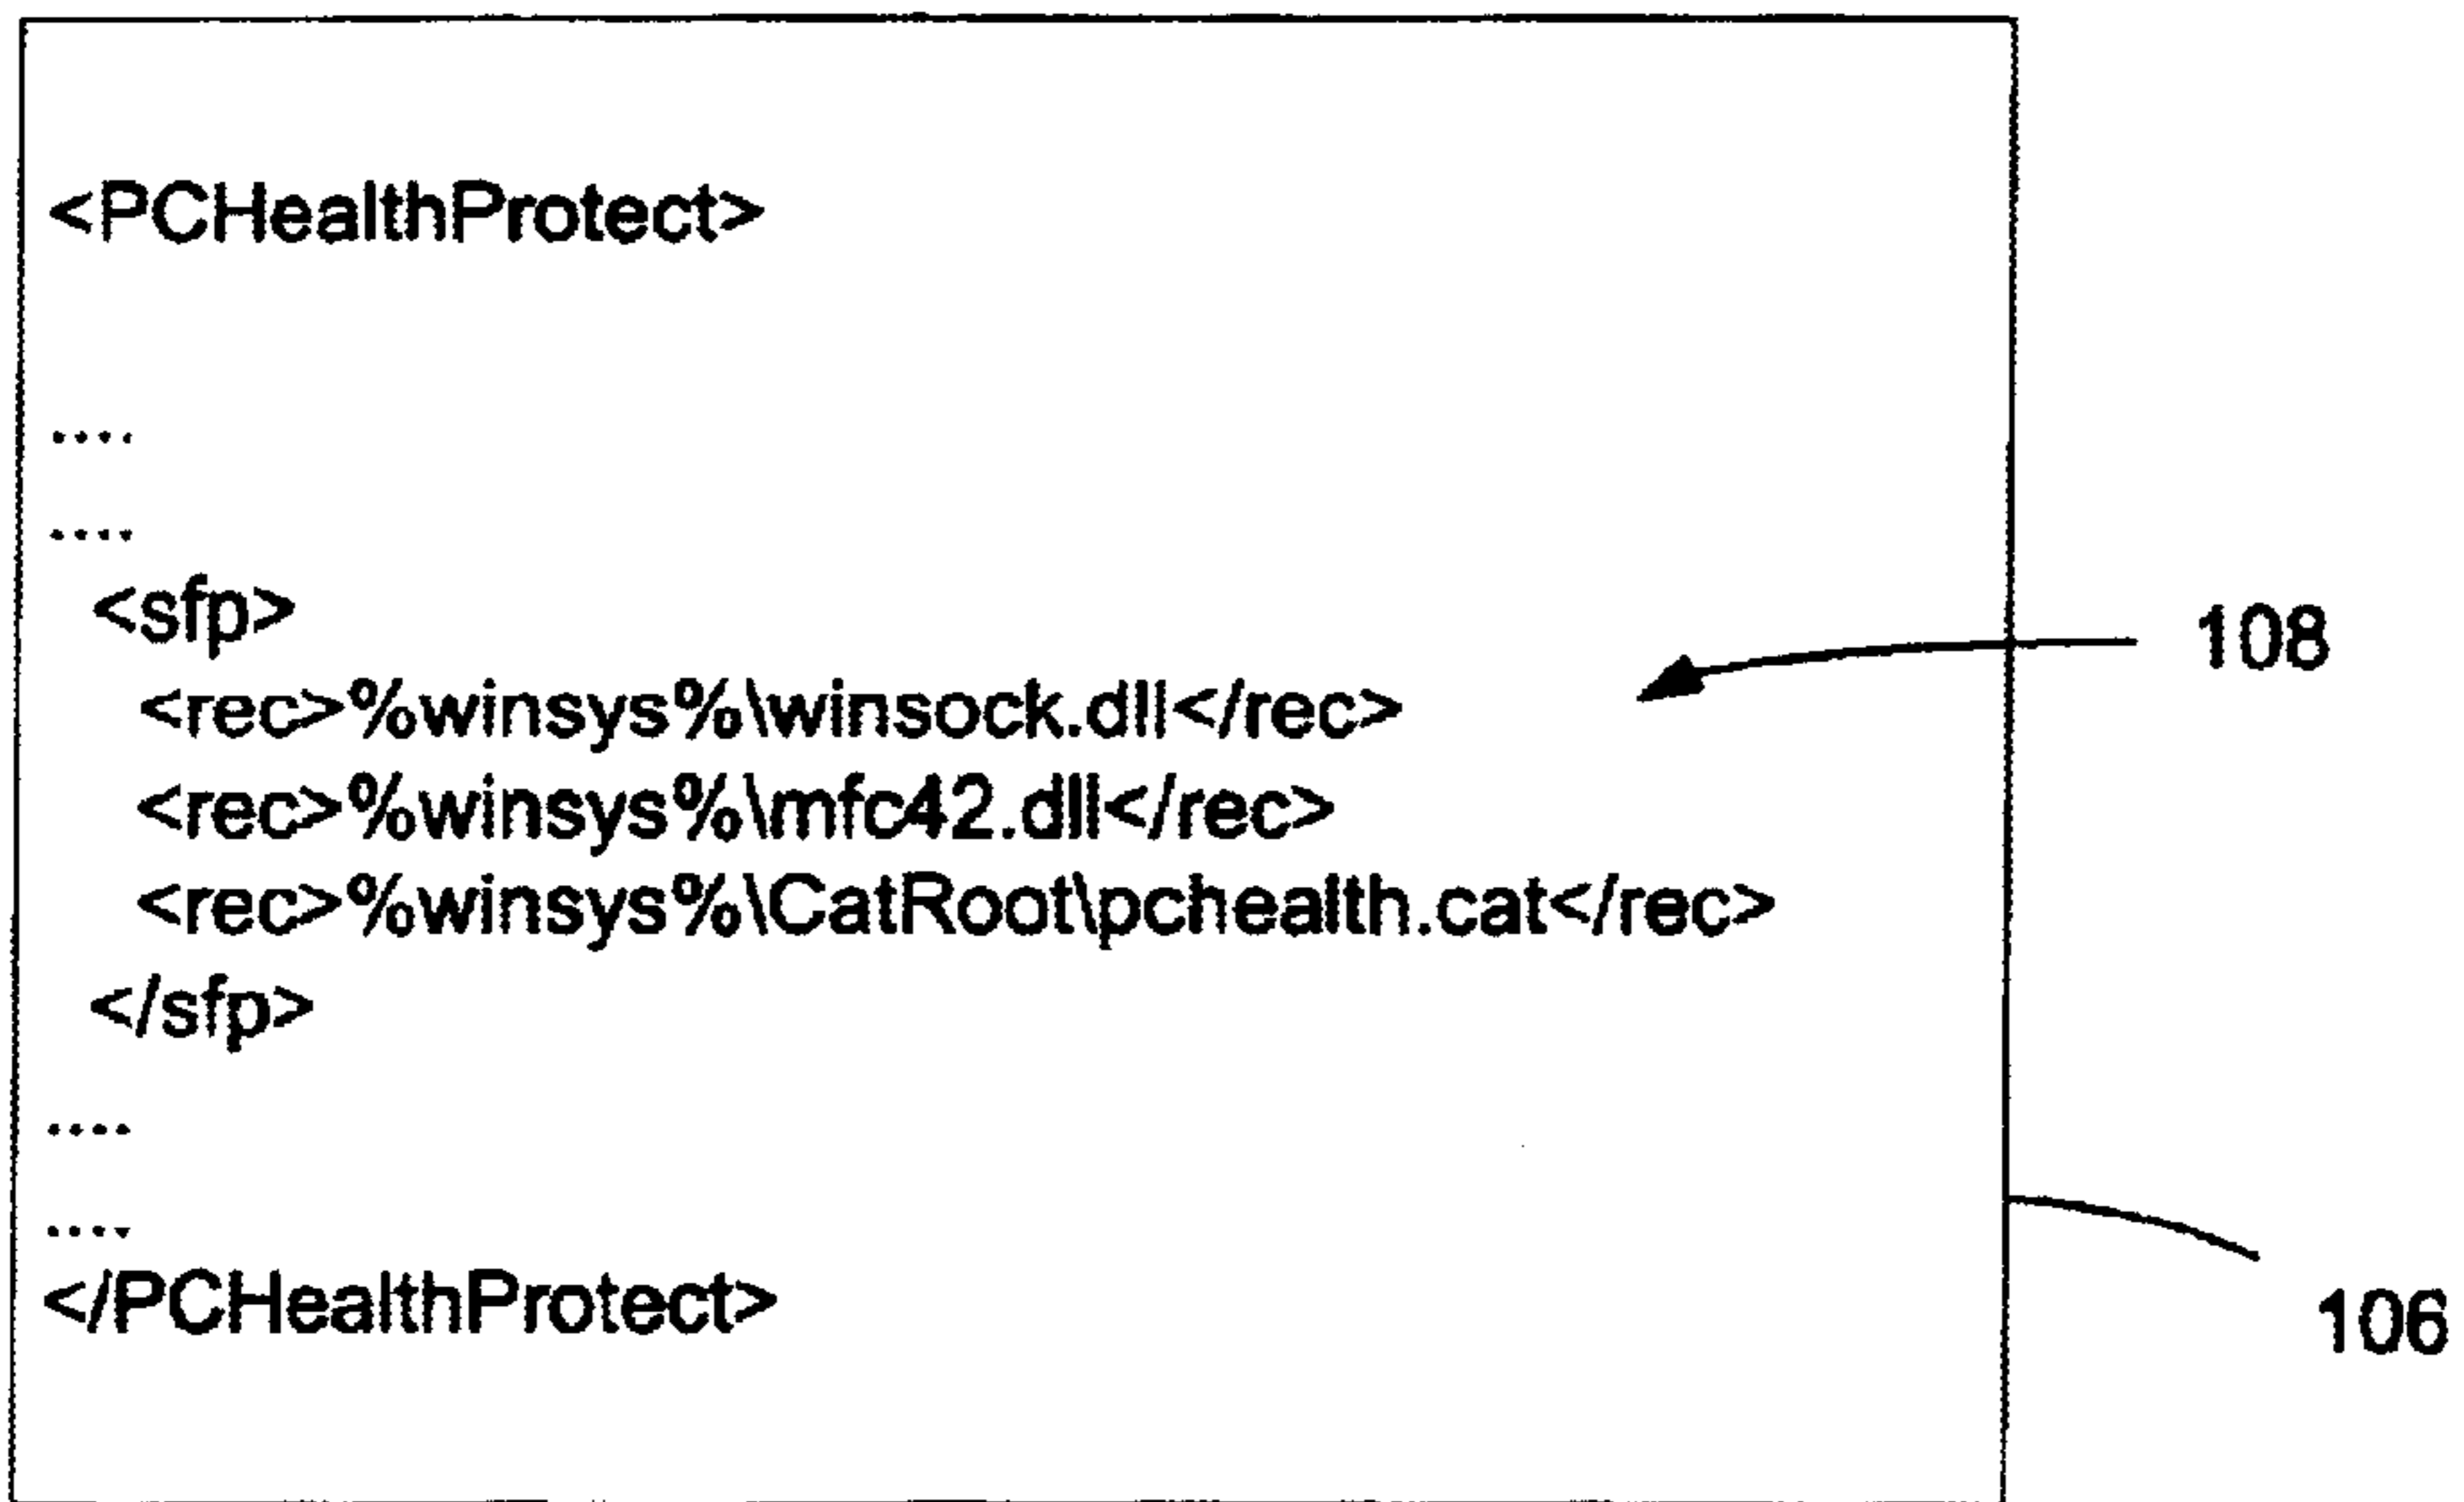 <PCHealthProtect>
....
....
<sfp>
108
<rec>%winsys%\winsock.dll</rec>
<rec>%winsys%\mfc42.dll</rec>
<rec>%winsys%\CatRoot\pchealth.cat</rec>
</sfp>
....
....
</PCHealthProtect>
106